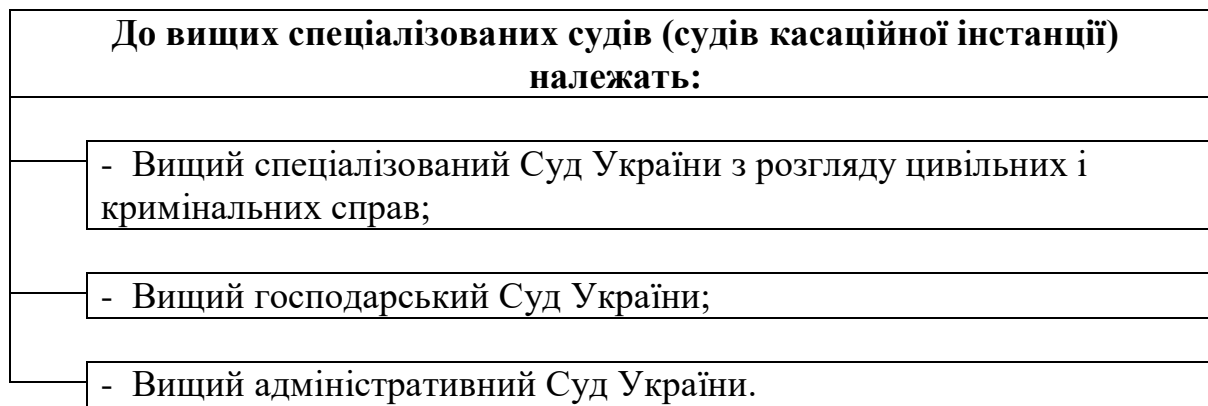 До вищих спеціалізованих судів (судів касаційної інстанції)
належать:
- Вищий спеціалізований Суд України з розгляду цивільних і
кримінальних справ;
- Вищий господарський Суд України;
- Вищий адміністративний Суд України.